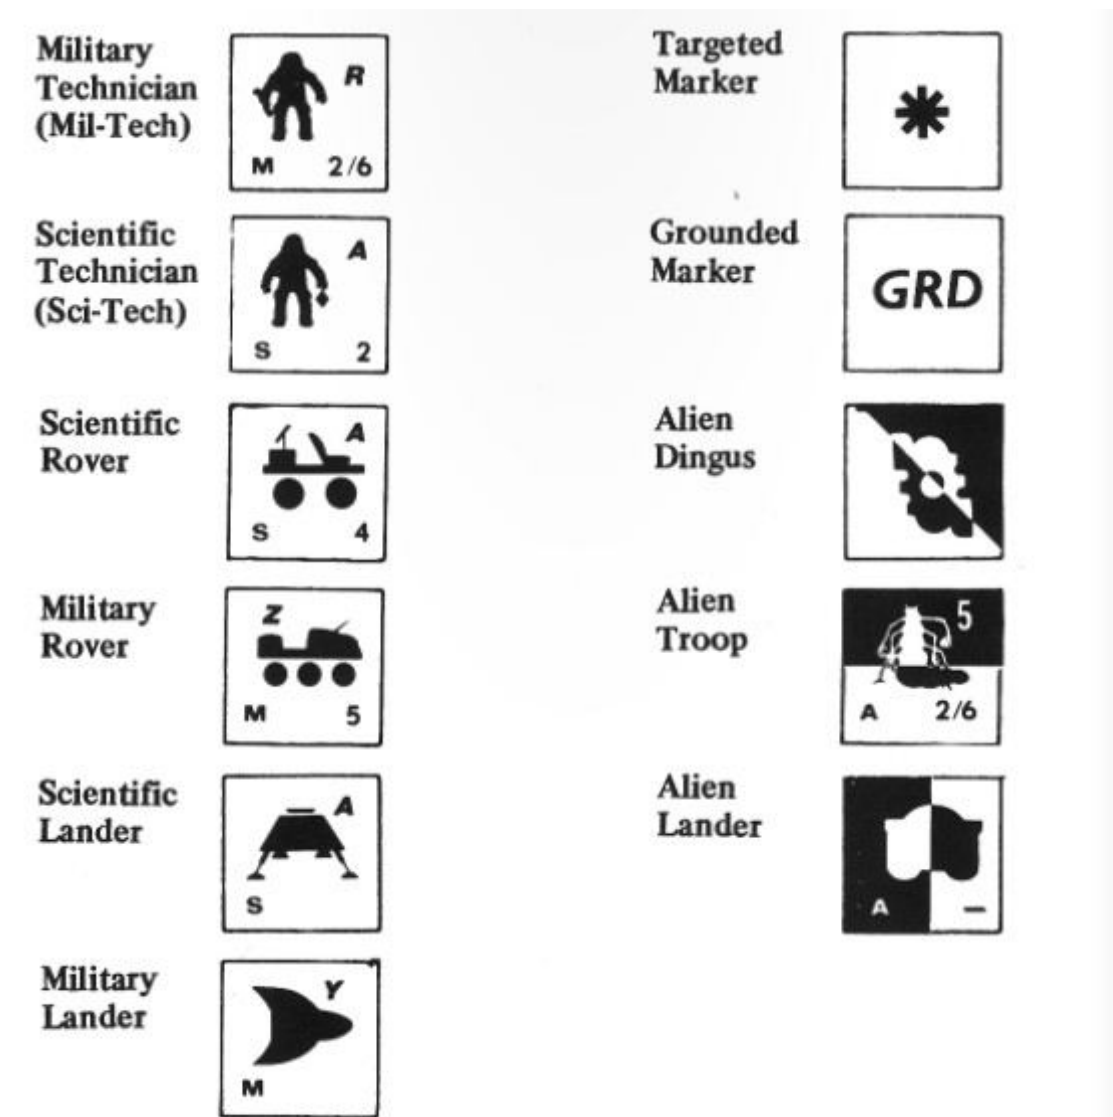 Military
Technician
(Mil-Tech)
R
M 2/6
Scientific
Technician
(Sci-Tech)
A
S 2
Scientific
Rover
A
S 4
Military
Rover
Z
M 5
Scientific
Lander
A
S
Military
Lander
Y
M
Targeted
Marker
*
Grounded
Marker
GRD
Alien
Dingus
Alien
Troop
5
A 2/6
Alien
Lander
A –